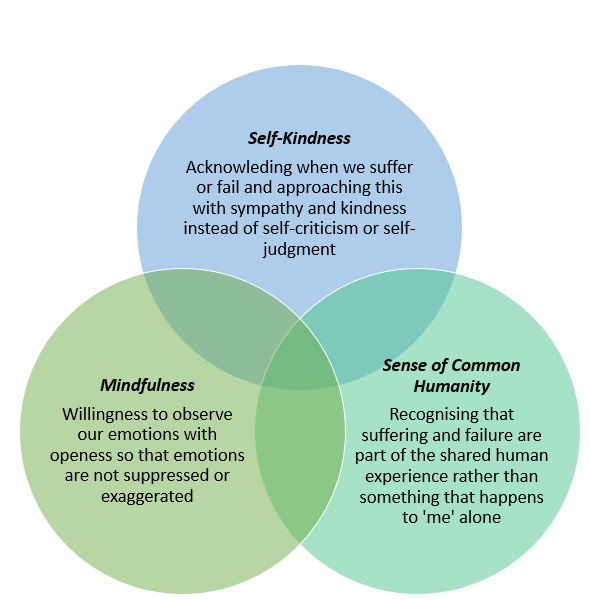 Self-Kindness
Acknowleding when we suffer
or fail and approaching this
with sympathy and kindness
instead of self-criticism or self-
judgment
Mindfulness
Willingness to observe
our emotions with
openess so that emotions
are not suppressed or
exaggerated
Sense of Common
Humanity
Recognising that
suffering and failure are
part of the shared human
experience rather than
something that happens
to 'me' alone